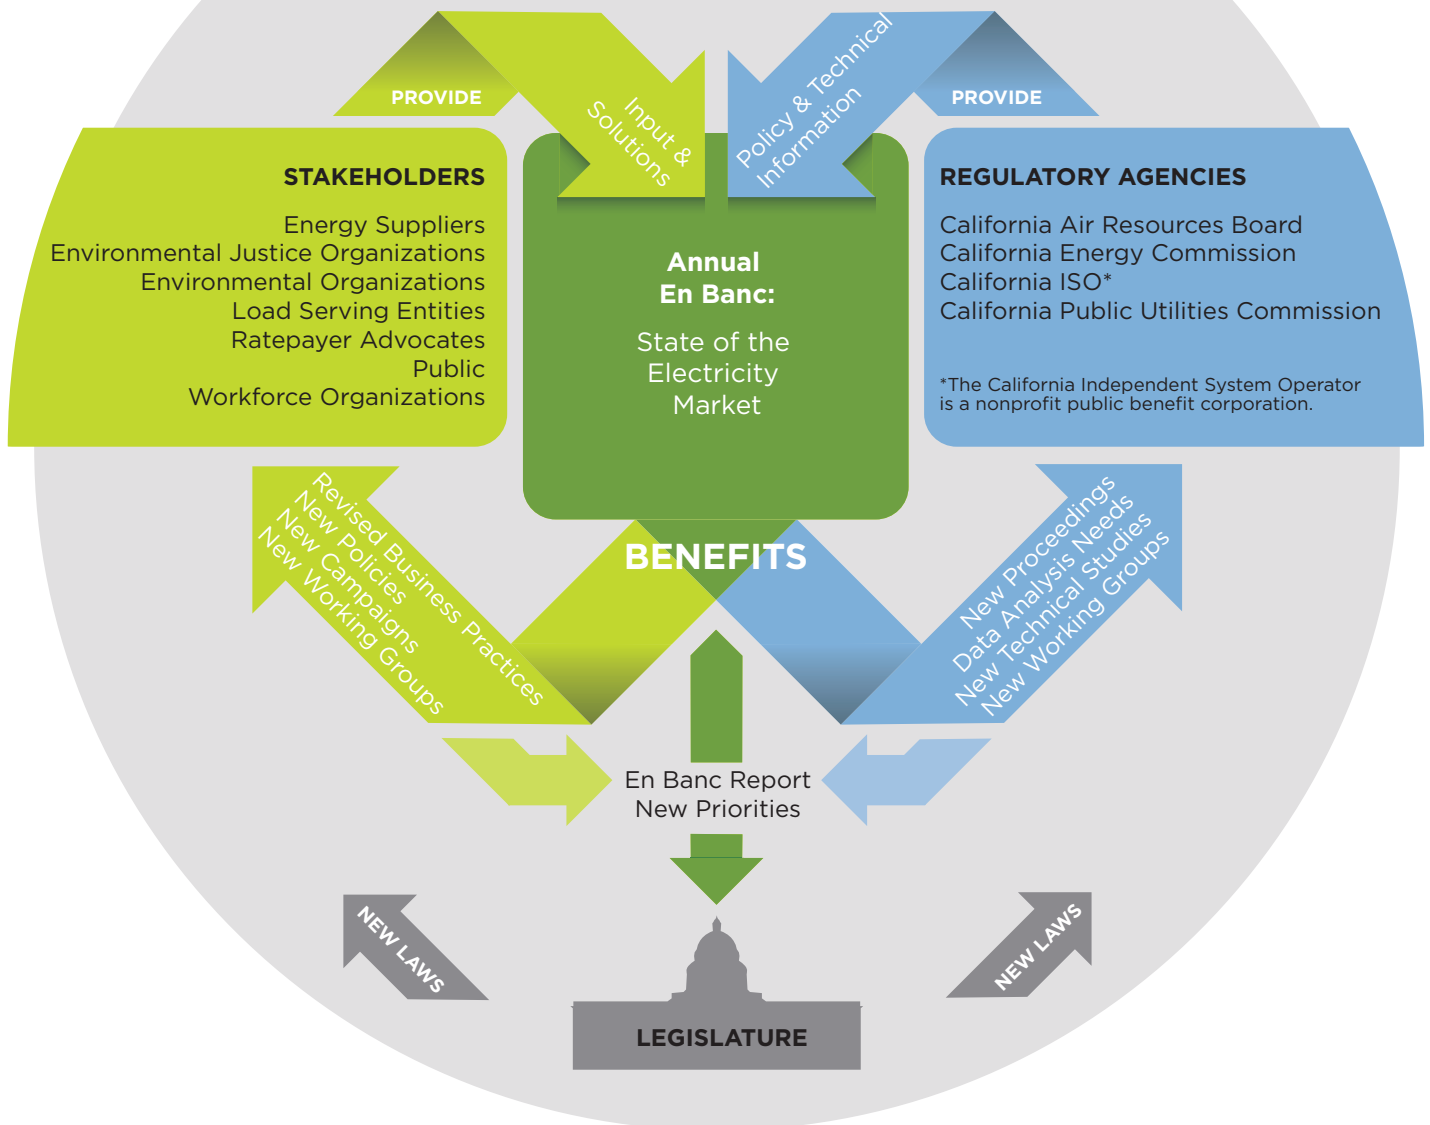 PROVIDE
Input &
Solutions
Policy & Technical
Information
PROVIDE
STAKEHOLDERS
Energy Suppliers
Environmental Justice Organizations
Environmental Organizations
Load Serving Entities
Ratepayer Advocates
Public
Workforce Organizations
Annual
En Banc:
State of the
Electricity
Market
REGULATORY AGENCIES
California Air Resources Board
California Energy Commission
California ISO*
California Public Utilities Commission
*The California Independent System Operator
is a nonprofit public benefit corporation.
BENEFITS
Revised Business Practices
New Policies
New Campaigns
New Working Groups
New Proceedings
Data Analysis Needs
New Technical Studies
New Working Groups
En Banc Report
New Priorities
NEW LAWS
NEW LAWS
LEGISLATURE